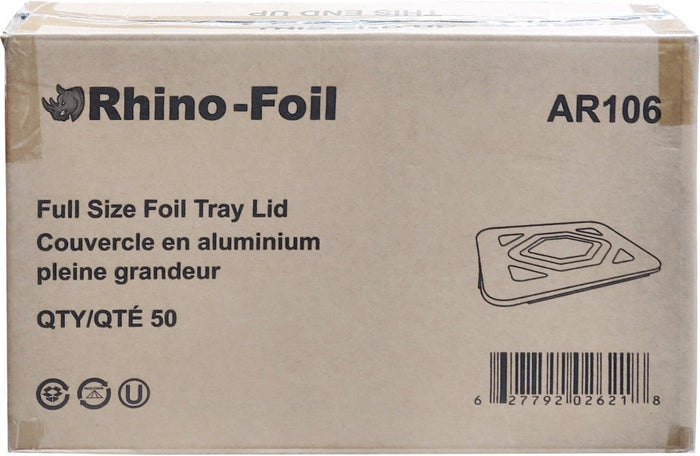 THIS END UP
Rhino-Foil
AR106
Full Size Foil Tray Lid
Couvercle en aluminium
pleine grandeur
QTY/QTÉ 50
U
6 27792 02621 8